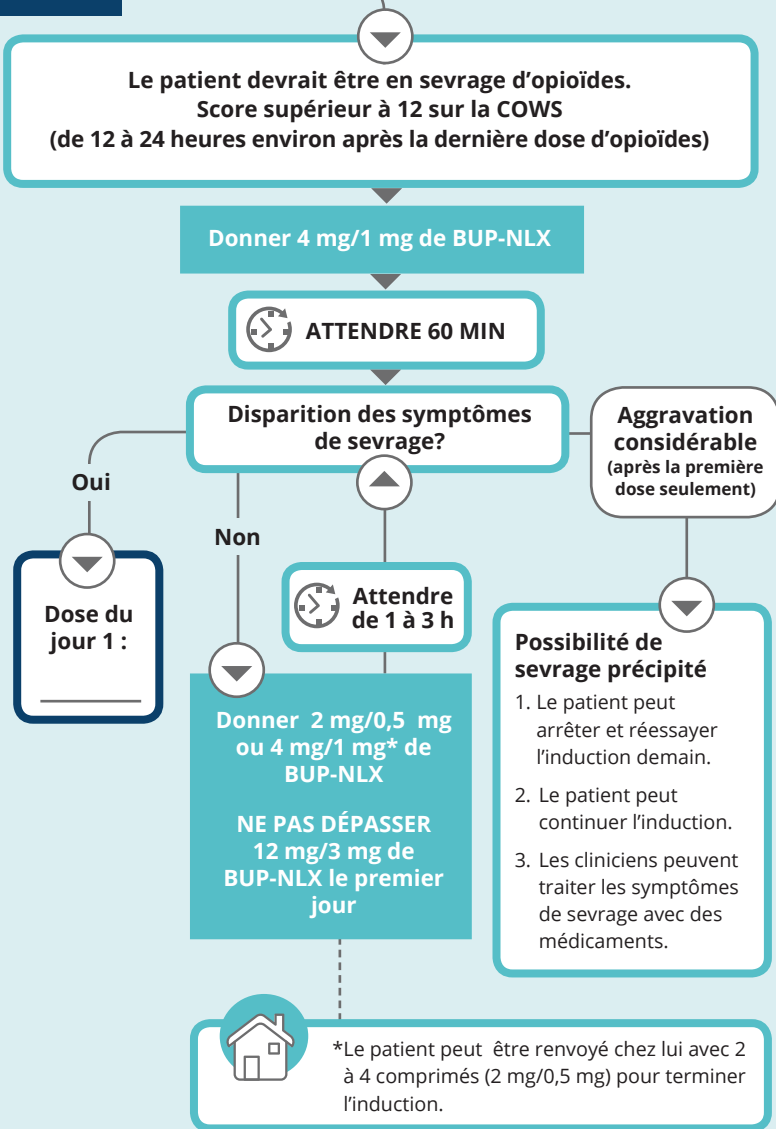 Le patient devrait être en sevrage d'opioïdes.
Score supérieur à 12 sur la COWS
(de 12 à 24 heures environ après la dernière dose d'opioïdes)
Donner 4 mg/1 mg de BUP-NLX
ATTENDRE 60 MIN
Disparition des symptômes
de sevrage?
Aggravation
considérable
(après la première
dose seulement)
Oui
Non
Dose du
jour 1 :
Attendre
de 1 à 3 h
Donner 2 mg/0,5 mg
ou 4 mg/1 mg* de
BUP-NLX
NE PAS DÉPASSER
12 mg/3 mg de
BUP-NLX le premier
jour
Possibilité de
sevrage précipité
1. Le patient peut
arrêter et réessayer
l'induction demain.
2. Le patient peut
continuer l'induction.
3. Les cliniciens peuvent
traiter les symptômes
de sevrage avec des
médicaments.
*Le patient peut être renvoyé chez lui avec 2
à 4 comprimés (2 mg/0,5 mg) pour terminer
l'induction.